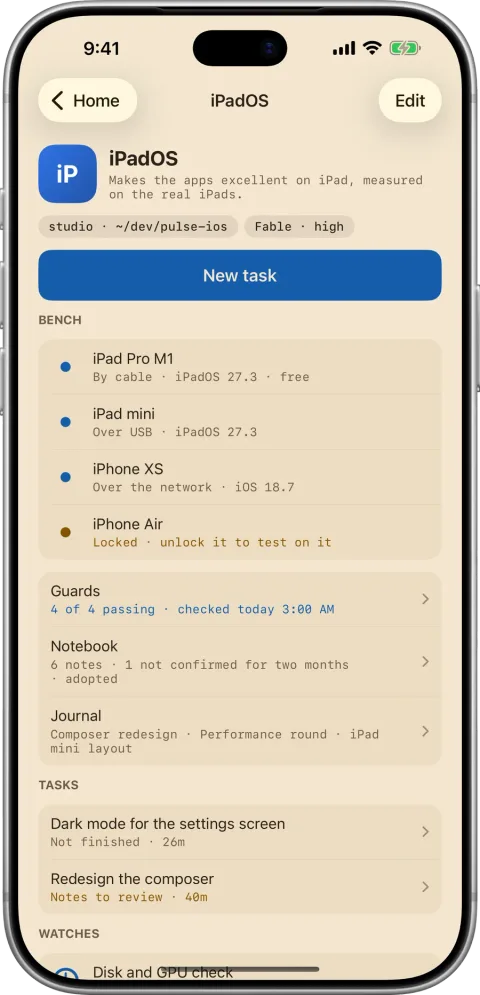 9:41
Home
iPadOS
Edit
iP
iPadOS
Makes the apps excellent on iPad, measured
on the real iPads.
studio · ~/dev/pulse-ios
Fable · high
New task
BENCH
iPad Pro M1
By cable · iPadOS 27.3 · free
iPad mini
Over USB · iPadOS 27.3
iPhone XS
Over the network · iOS 18.7
iPhone Air
Locked · unlock it to test on it
Guards
4 of 4 passing · checked today 3:00 AM
Notebook
6 notes · 1 not confirmed for two months
· adopted
Journal
Composer redesign · Performance round · iPad
mini layout
TASKS
Dark mode for the settings screen
Not finished · 26m
Redesign the composer
Notes to review · 40m
WATCHES
Disk and GPU check